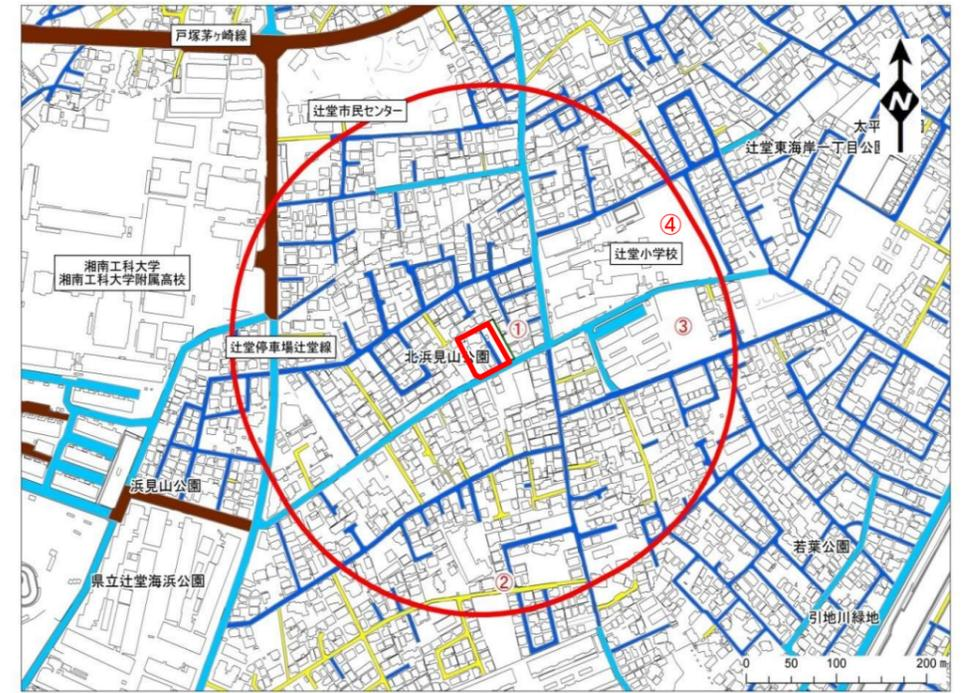 戸塚茅ヶ崎線
辻堂市民センター
N
辻堂東海岸一丁目公園
④
辻堂小学校
湘南工科大学
湘南工科大学附属高校
①
③
辻堂停車場辻堂線
北浜見山公園
浜見山公園
若葉公園
②
県立辻堂海浜公園
引地川緑地
0 50 100 200 m